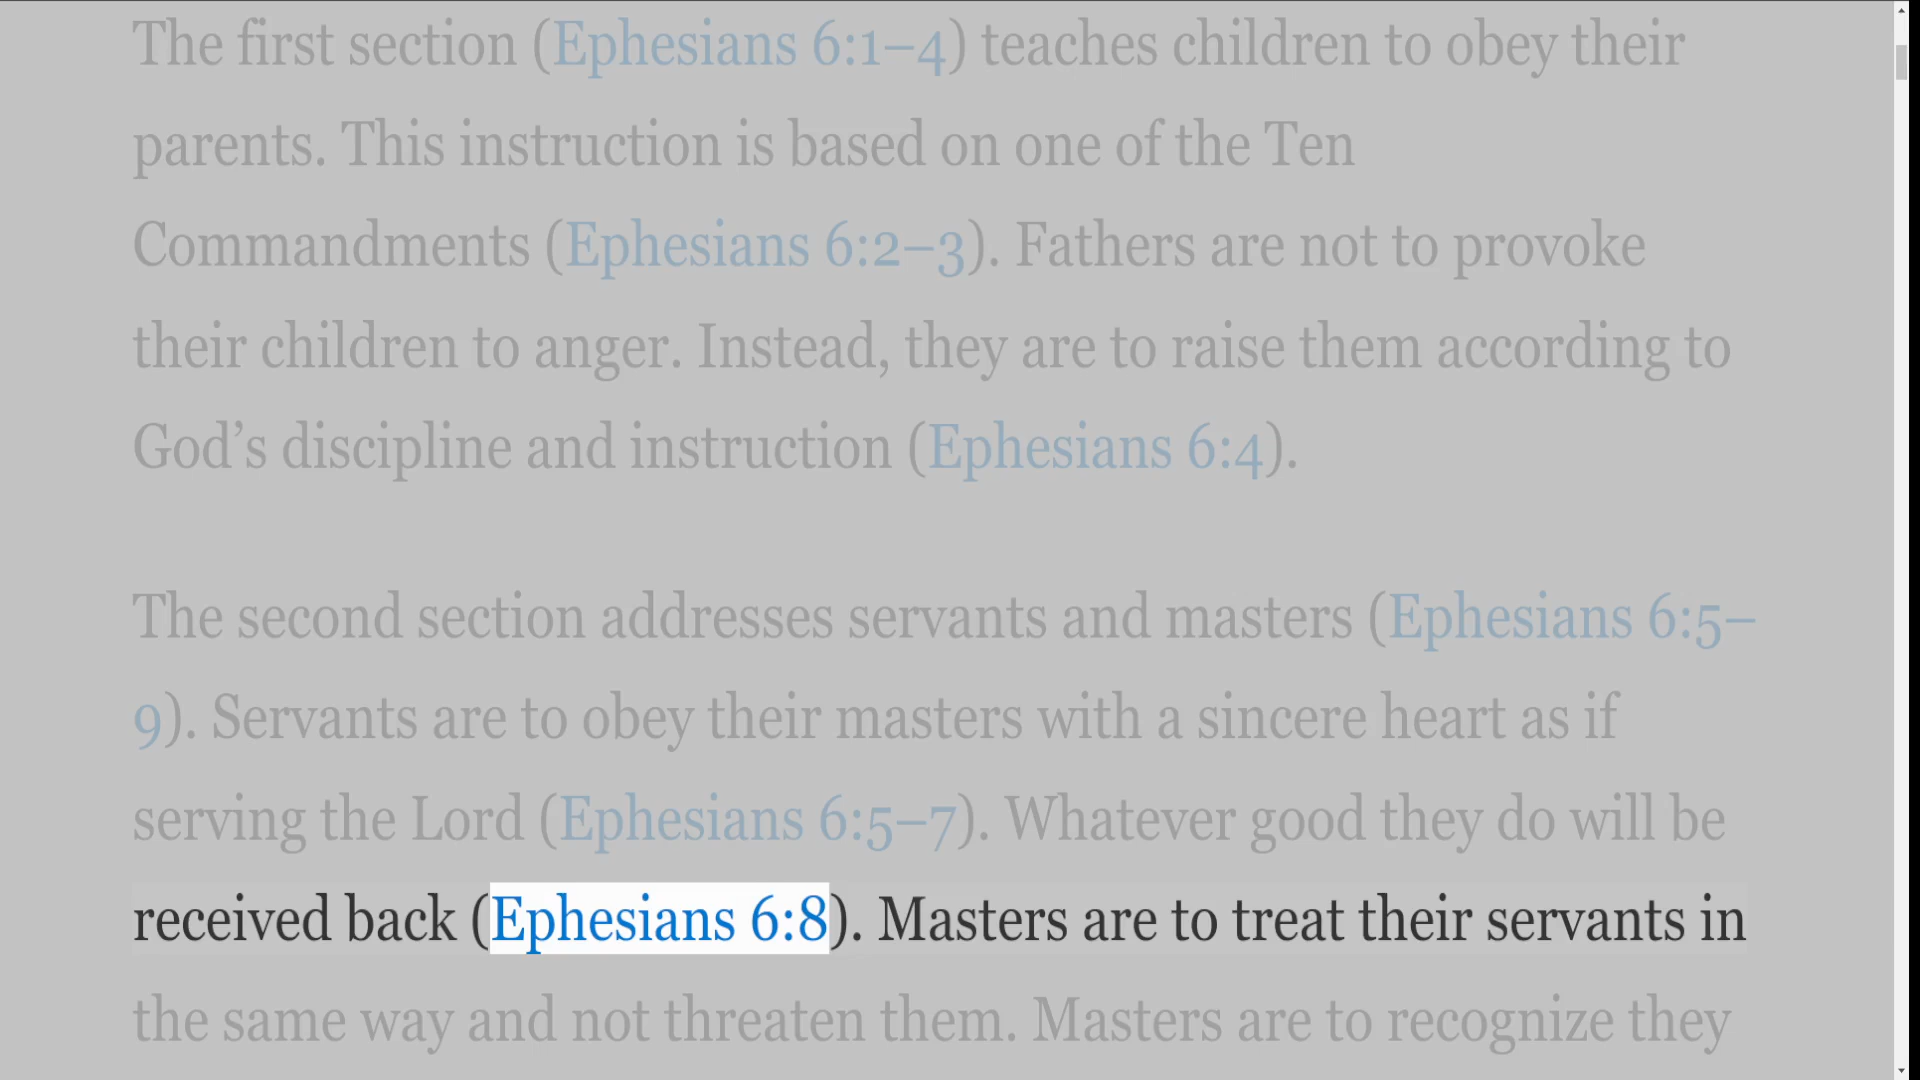 The first section (Ephesians 6:1–4) teaches children to obey their
parents. This instruction is based on one of the Ten
Commandments (Ephesians 6:2–3). Fathers are not to provoke
their children to anger. Instead, they are to raise them according to
God’s discipline and instruction (Ephesians 6:4).
The second section addresses servants and masters (Ephesians 6:5–
9). Servants are to obey their masters with a sincere heart as if
serving the Lord (Ephesians 6:5–7). Whatever good they do will be
received back (Ephesians 6:8). Masters are to treat their servants in
the same way and not threaten them. Masters are to recognize they